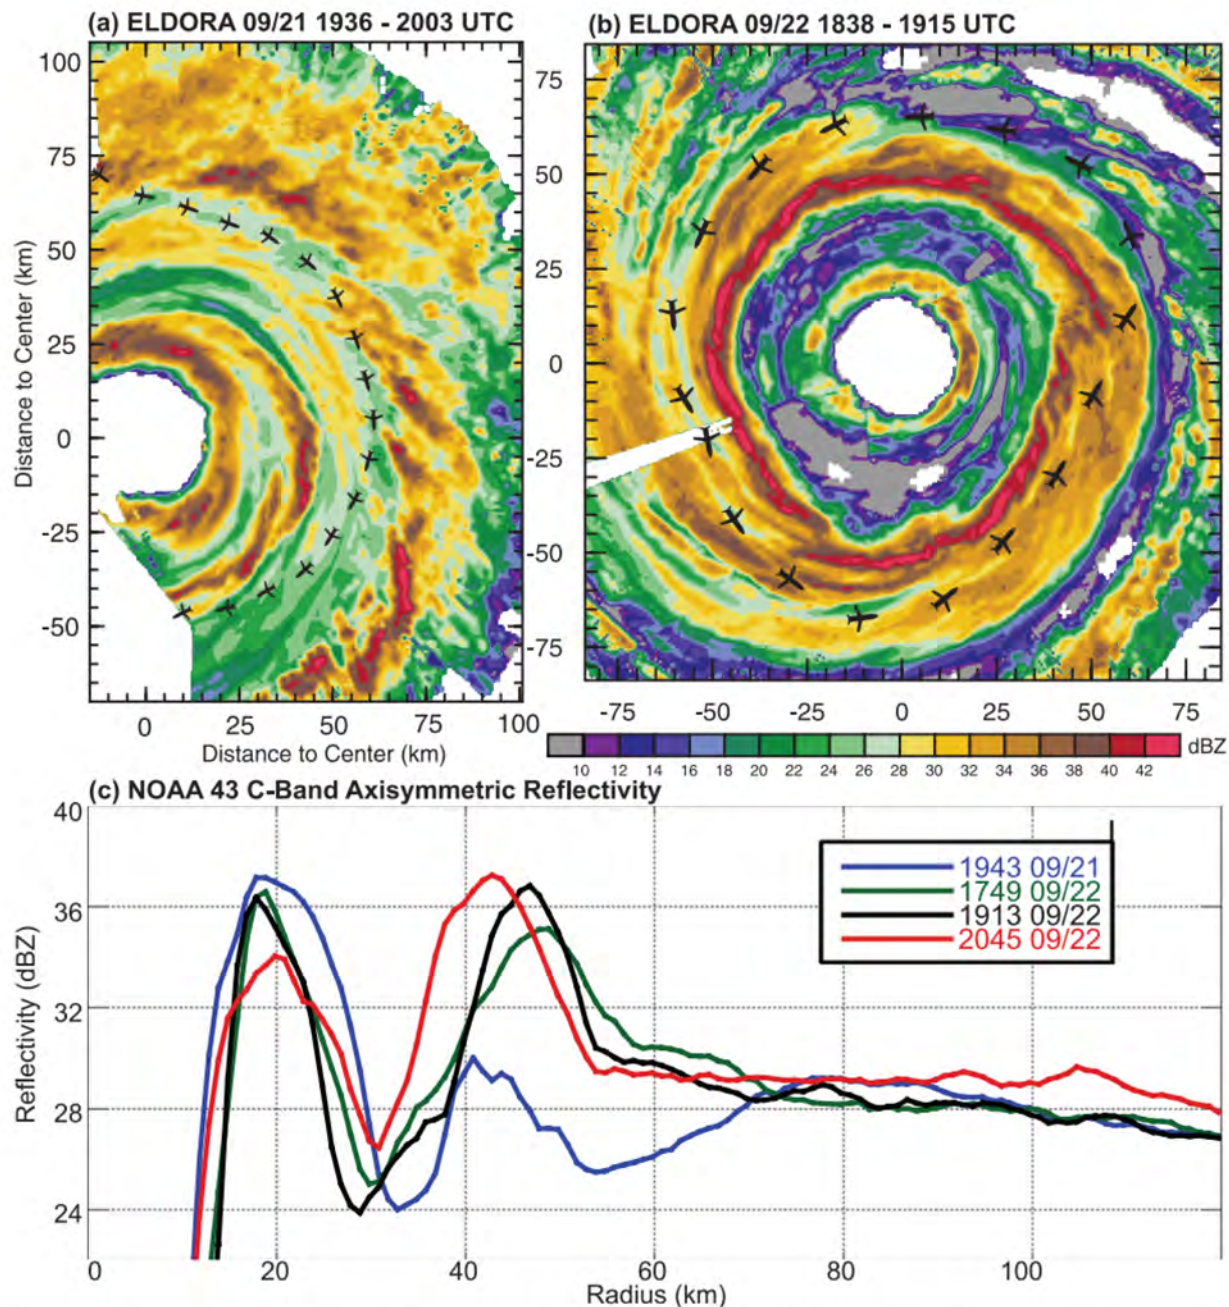 (a) ELDORA 09/21 1936 - 2003 UTC
(b) ELDORA 09/22 1838 - 1915 UTC
100
75
50
25
0
-25
-50
Distance to Center (km)
75
50
25
0
-25
-50
-75
0 25 50 75 100
Distance to Center (km)
-75 -50 -25 0 25 50 75
10 12 14 16 18 20 22 24 26 28 30 32 34 36 38 40 42
dBZ
(c) NOAA 43 C-Band Axisymmetric Reflectivity
40
36
32
28
24
Reflectivity (dBZ)
1943 09/21
1749 09/22
1913 09/22
2045 09/22
0 20 40 60 80 100
Radius (km)